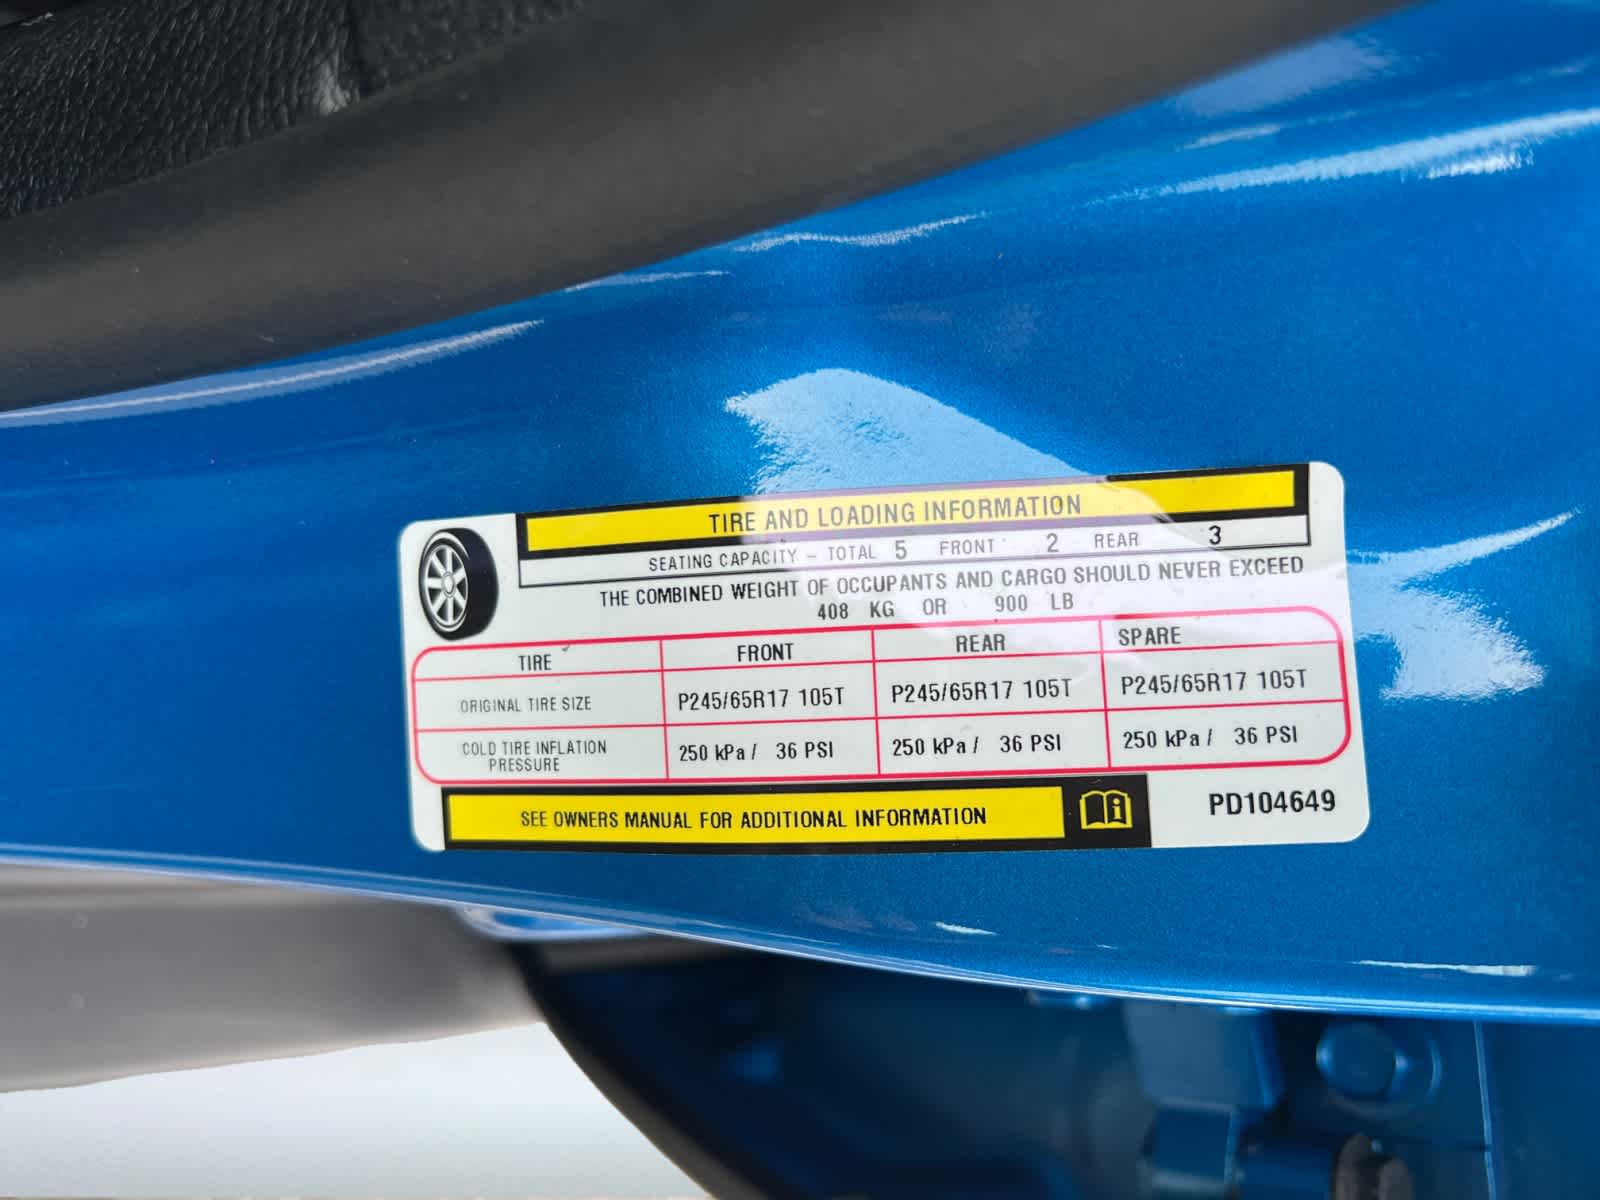 TIRE AND LOADING INFORMATION
SEATING CAPACITY - TOTAL 5 FRONT 2 REAR 3
THE COMBINED WEIGHT OF OCCUPANTS AND CARGO SHOULD NEVER EXCEED
408 KG OR 900 LB
TIRE FRONT REAR SPARE
ORIGINAL TIRE SIZE P245/65R17 105T P245/65R17 105T P245/65R17 105T
COLD TIRE INFLATION
PRESSURE 250 kPa / 36 PSI 250 kPa / 36 PSI 250 kPa / 36 PSI
SEE OWNERS MANUAL FOR ADDITIONAL INFORMATION
PD104649